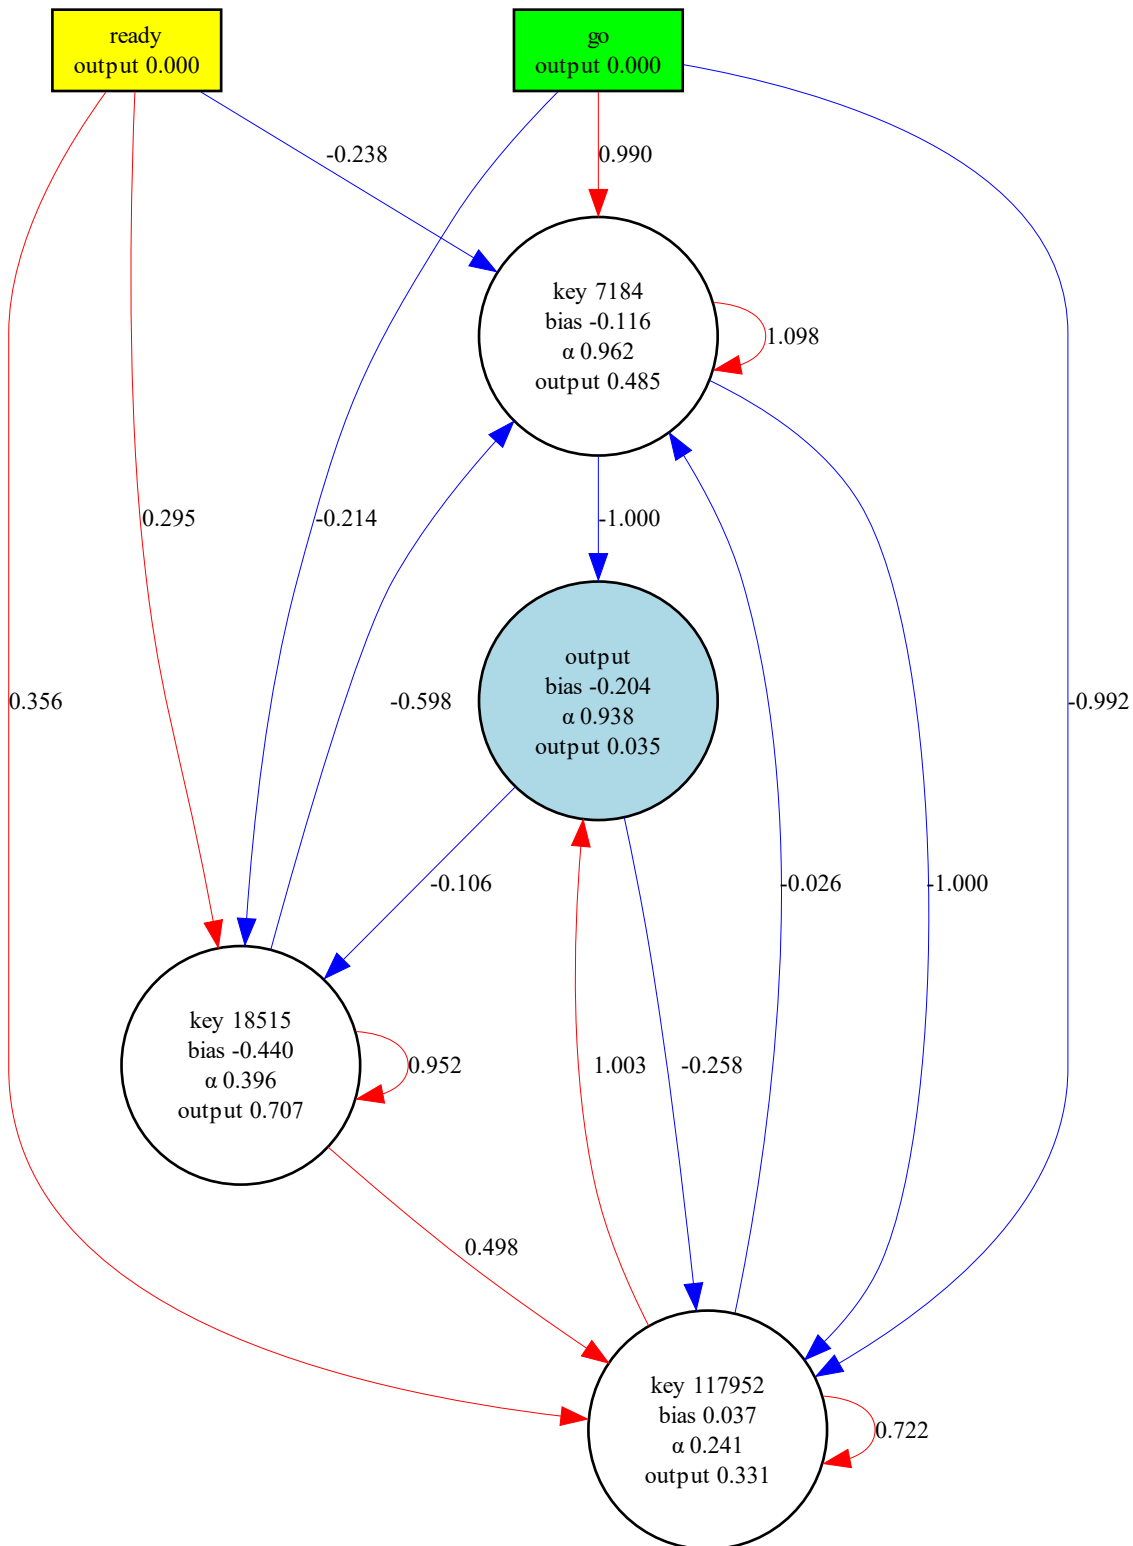 ready
output 0.000
go
output 0.000
-0.238
0.990
key 7184
bias -0.116
α 0.962
output 0.485
1.098
0.295
-0.214
-1.000
output
bias -0.204
α 0.938
output 0.035
0.356
-0.598
-0.992
-0.106
-0.026
-1.000
key 18515
bias -0.440
α 0.396
output 0.707
0.952
1.003
-0.258
0.498
key 117952
bias 0.037
α 0.241
output 0.331
0.722